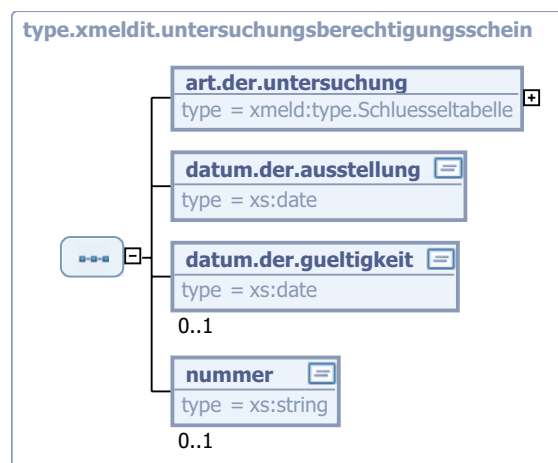 type.xmeldit.untersuchungsberechtigungsschein
art.der.untersuchung
type = xmeld:type.Schluesseltabelle
datum.der.ausstellung
type = xs:date
datum.der.gueltigkeit
type = xs:date
0..1
nummer
type = xs:string
0..1